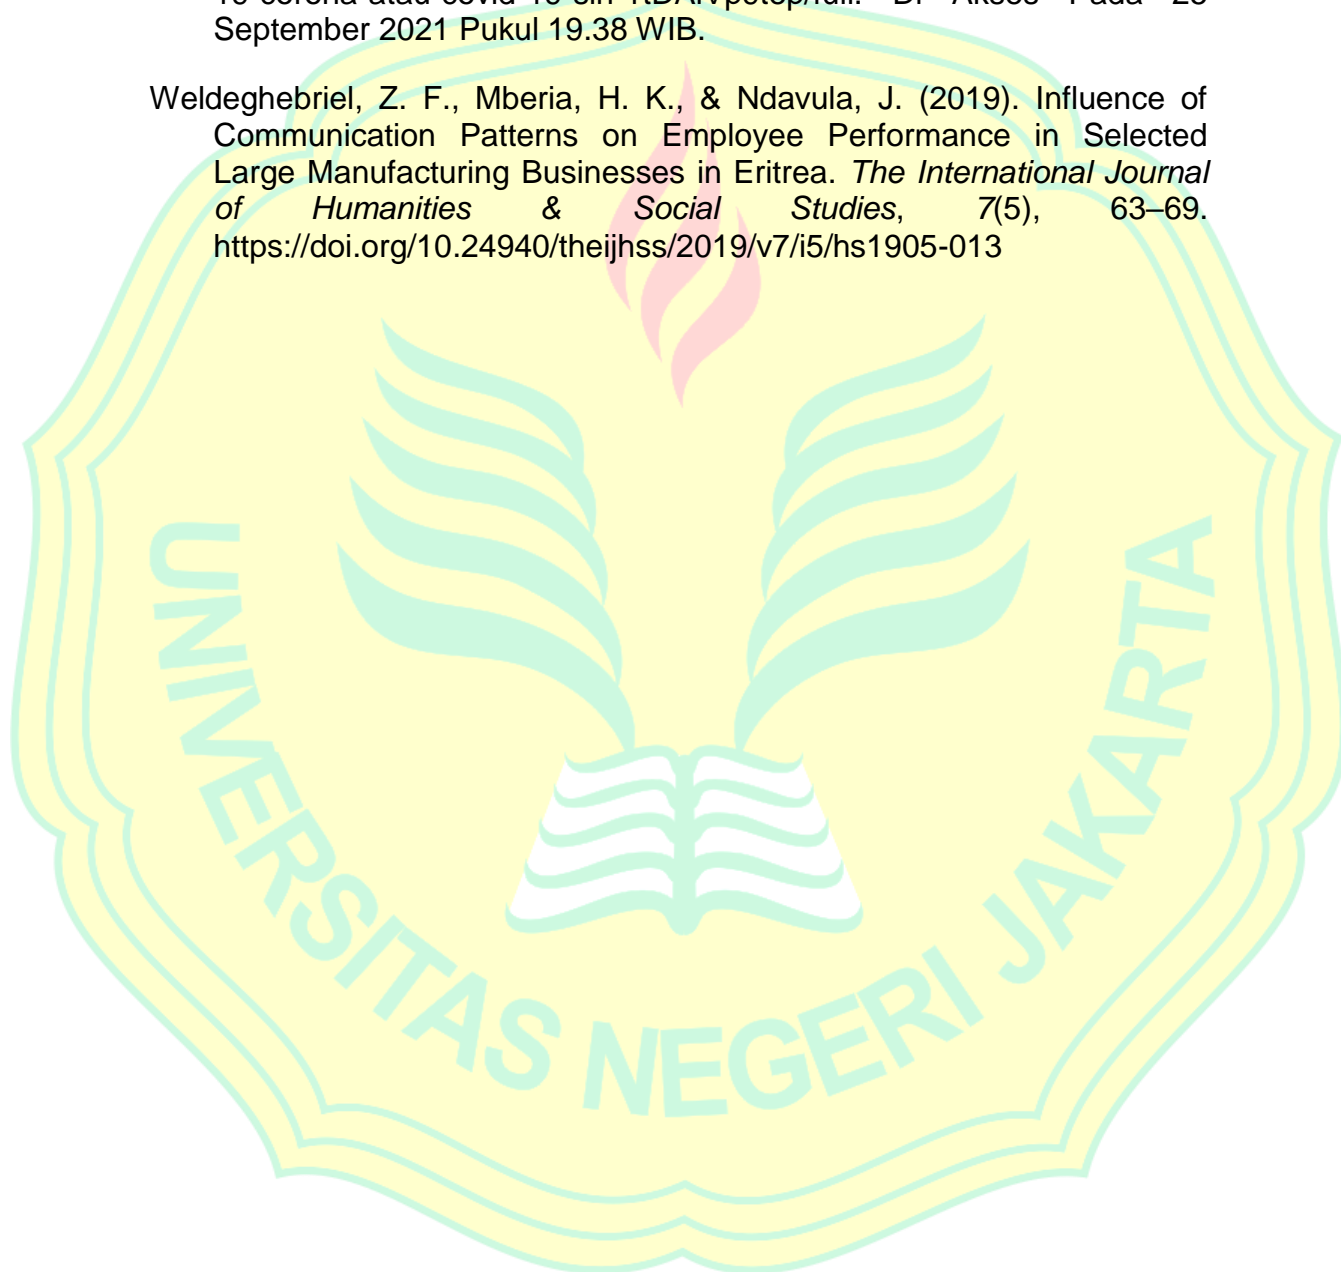 September 2021 Pukul 19.38 WIB.
Weldeghebriel, Z. F., Mberia, H. K., & Ndavula, J. (2019). Influence of
Communication Patterns on Employee Performance in Selected
Large Manufacturing Businesses in Eritrea. The International Journal
of Humanities & Social Studies, 7(5), 63–69.
https://doi.org/10.24940/theijhss/2019/v7/i5/hs1905-013
UNIVERSITAS NEGERI JAKARTA